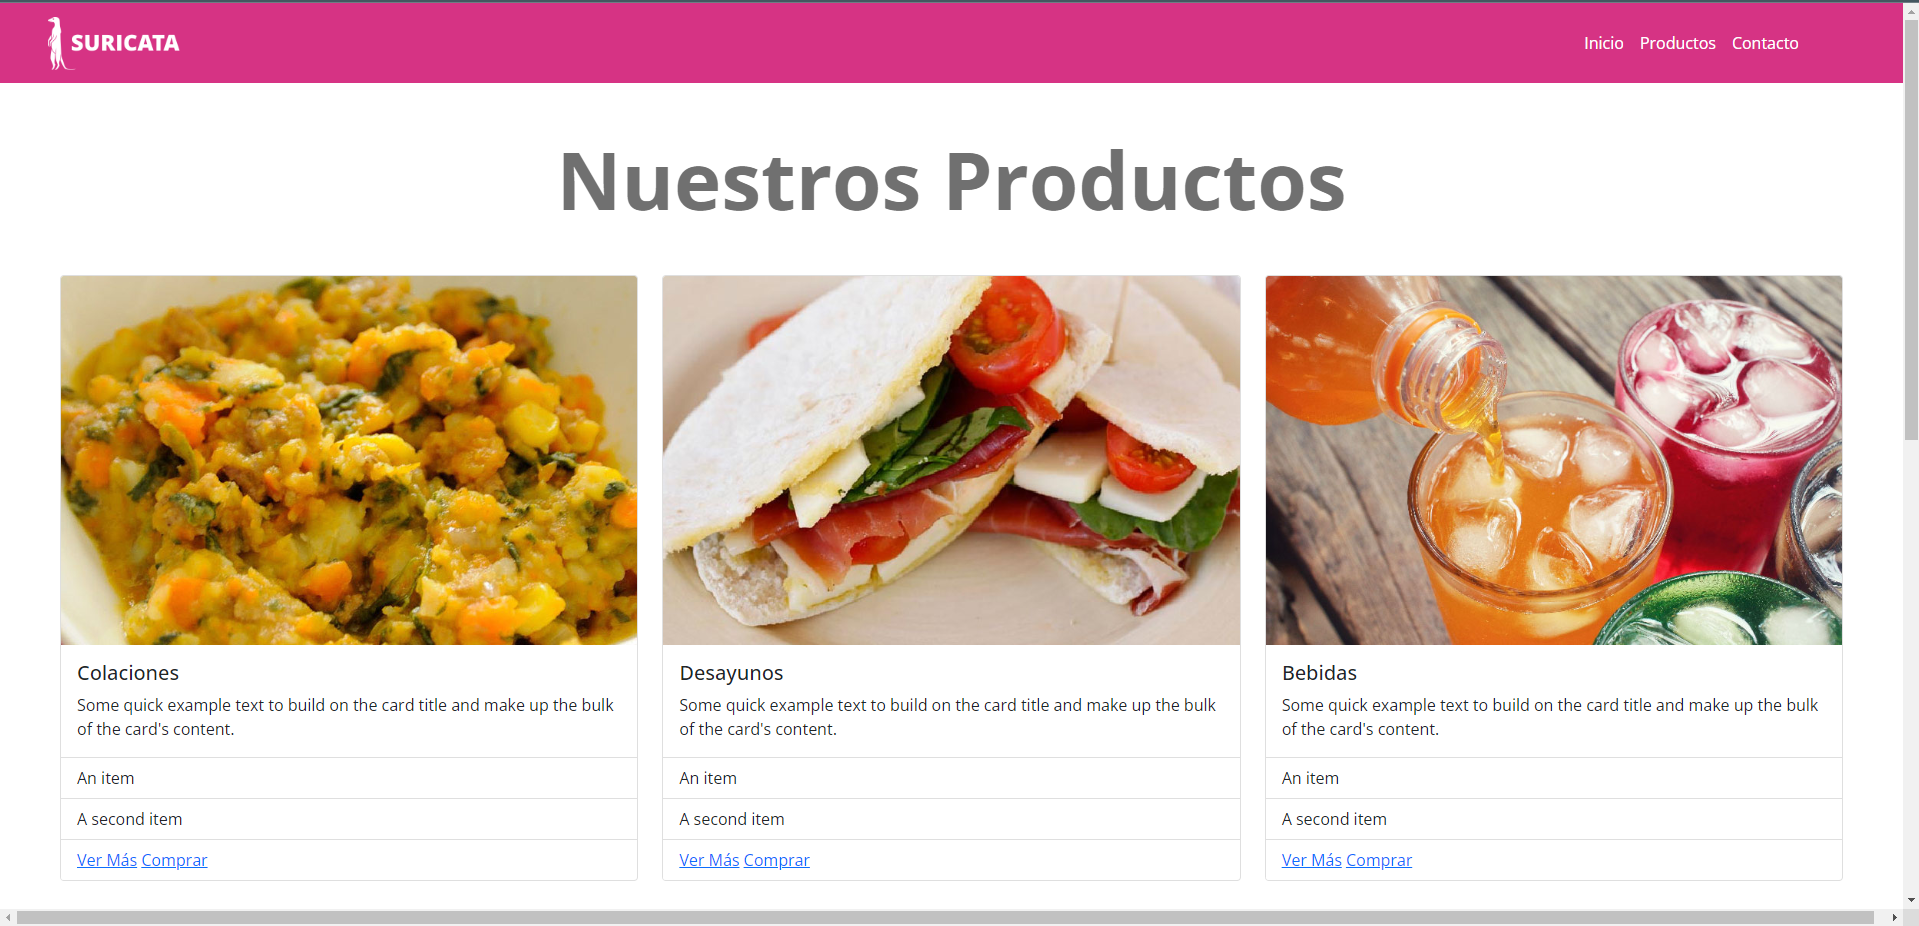 SURICATA
Inicio Productos Contacto
Nuestros Productos
Colaciones
Some quick example text to build on the card title and make up the bulk
of the card's content.
An item
A second item
Ver Más Comprar
Desayunos
Some quick example text to build on the card title and make up the bulk
of the card's content.
An item
A second item
Ver Más Comprar
Bebidas
Some quick example text to build on the card title and make up the bulk
of the card's content.
An item
A second item
Ver Más Comprar